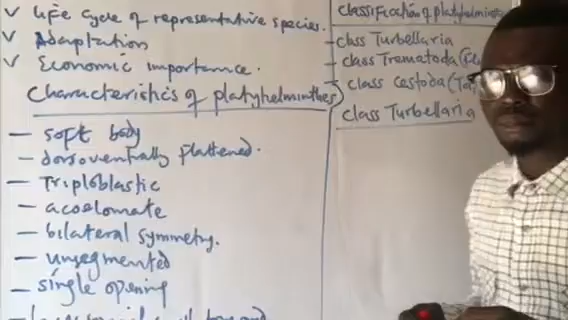 v Life Cycle of representative species.
v Adaptation
v Economic importance.
Characteristics of platyhelminthes
- soft body
- dorsoventrally flattened.
- Triploblastic
- acoelomate
- bilateral symmetry.
- unsegmented
- single opening
Classification of platyhelminthes
- class Turbellaria
- class Trematoda
- class Cestoda
class Turbellaria